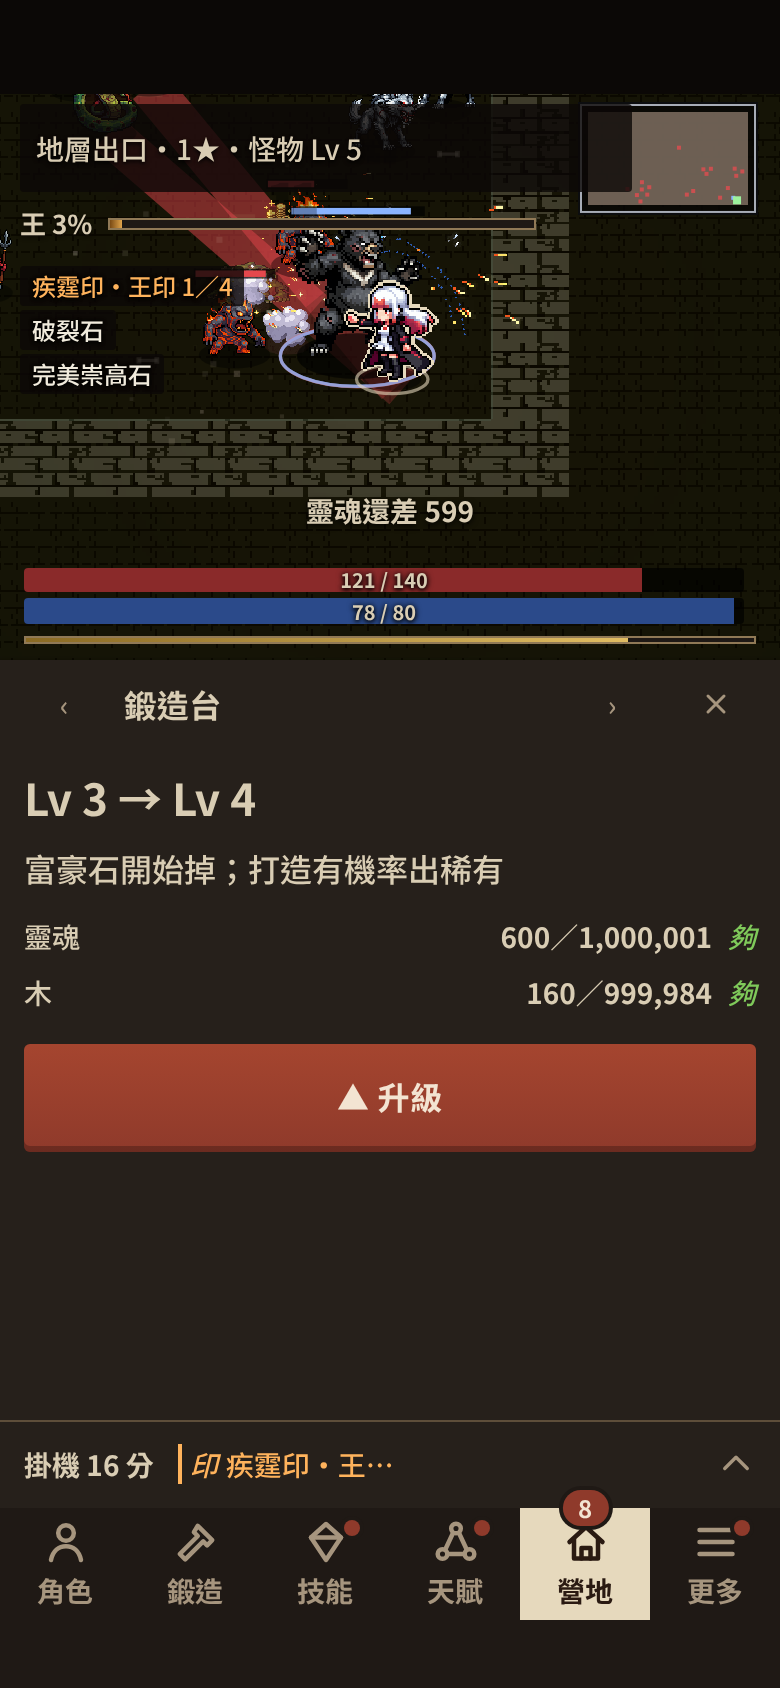 地層出口・1★・怪物 Lv 5
王 3%
疾霆印・王印 1／4
破裂石
完美崇高石
靈魂還差 599
121 / 140
78 / 80
‹ 鍛造台 › ×
Lv 3 → Lv 4
富豪石開始掉；打造有機率出稀有
靈魂 600／1,000,001 夠
木 160／999,984 夠
▲ 升級
掛機 16 分 印 疾霆印・王…
8
角色 鍛造 技能 天賦 營地 更多